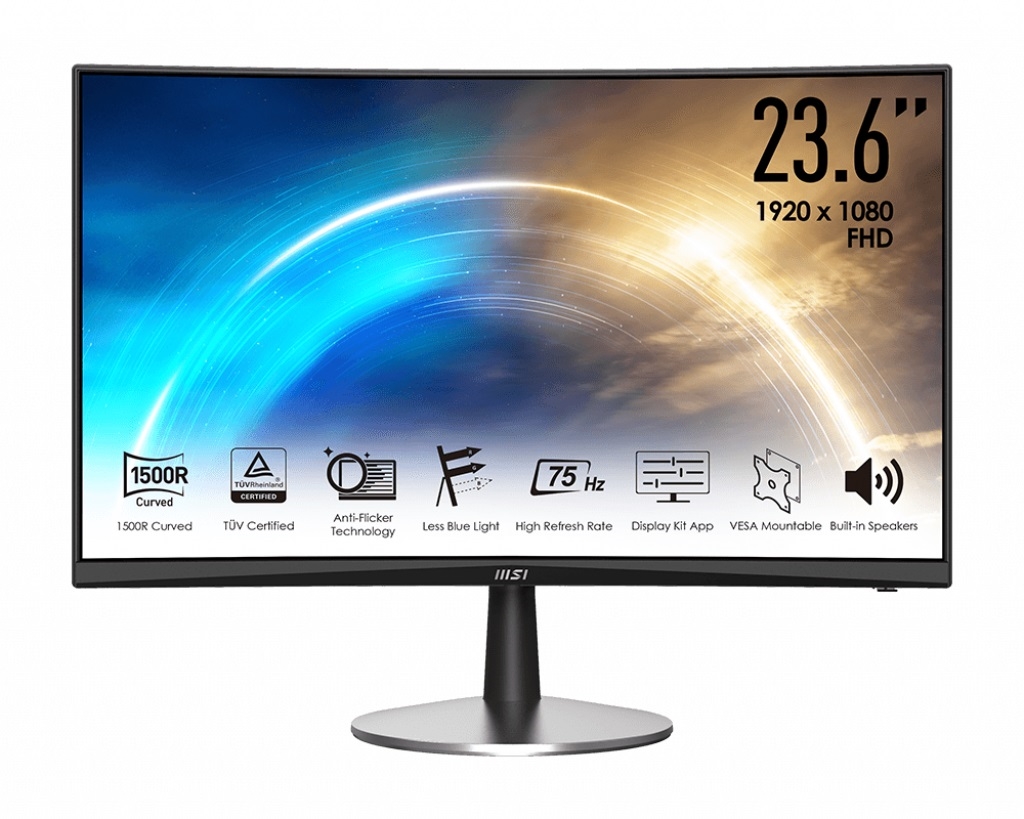 23.6’’
1920 x 1080
FHD
1500R
Curved
1500R Curved
TÜVRheinland®
CERTIFIED
TÜV Certified
Anti-Flicker
Technology
Less Blue Light
75 Hz
High Refresh Rate
Display Kit App
VESA Mountable
Built-in Speakers
msi